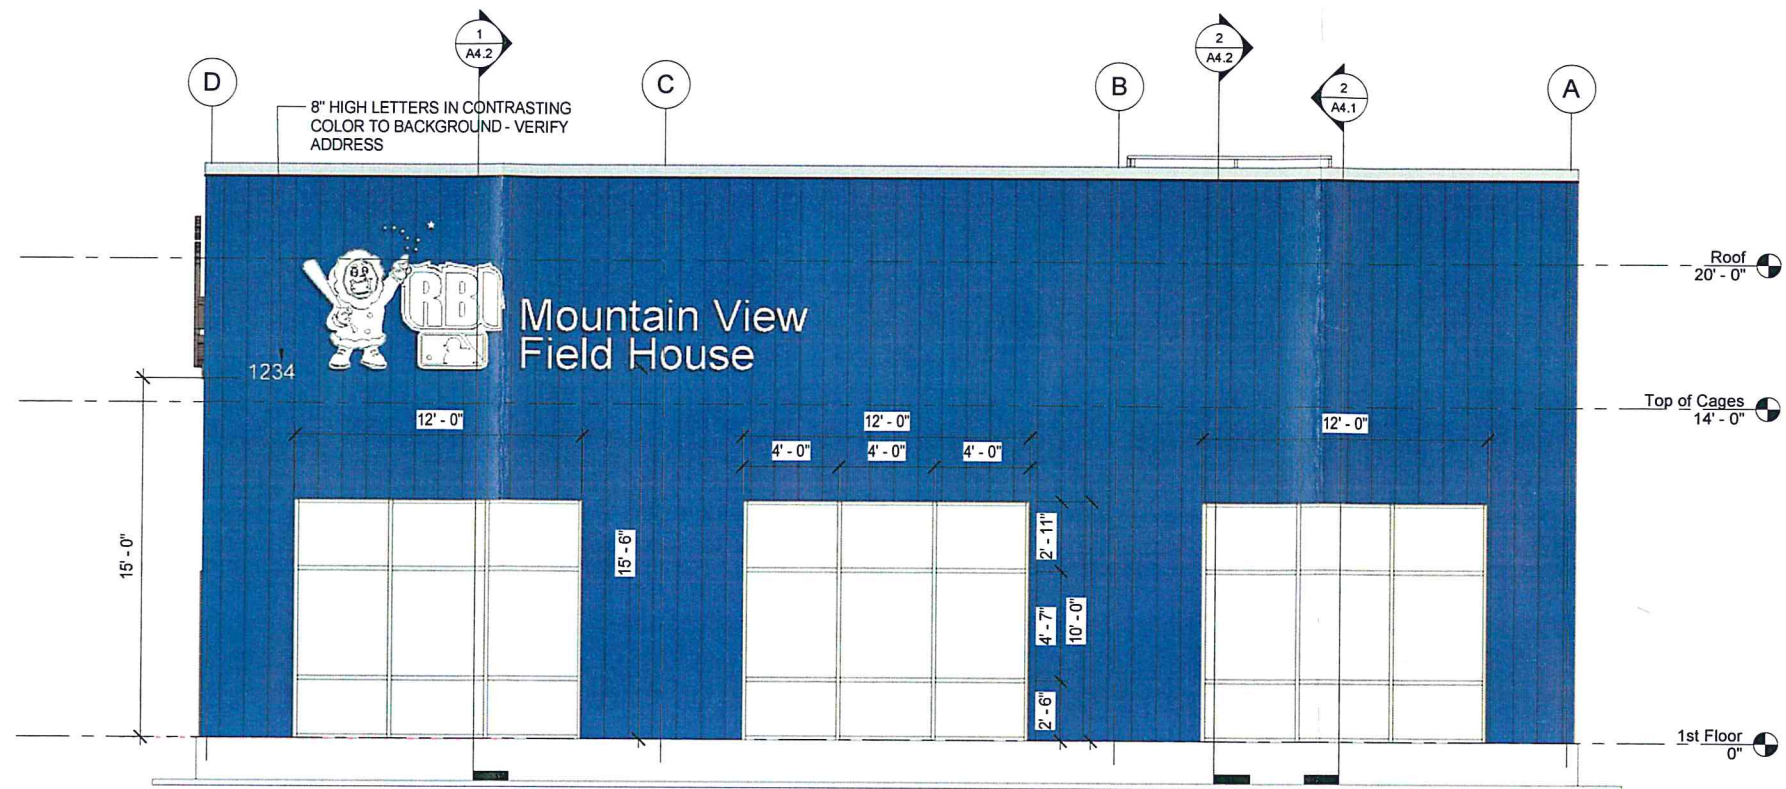 1
A4.2
2
A4.2
2
A4.1
D
C
B
A
8" HIGH LETTERS IN CONTRASTING
COLOR TO BACKGROUND - VERIFY
ADDRESS
Roof
20' - 0"
RBI
Mountain View
Field House
1234
Top of Cages
14' - 0"
12' - 0"
12' - 0"
12' - 0"
4' - 0"
4' - 0"
4' - 0"
15' - 0"
15' - 6"
2' - 11"
4' - 7"
10' - 0"
2' - 6"
1st Floor
0"